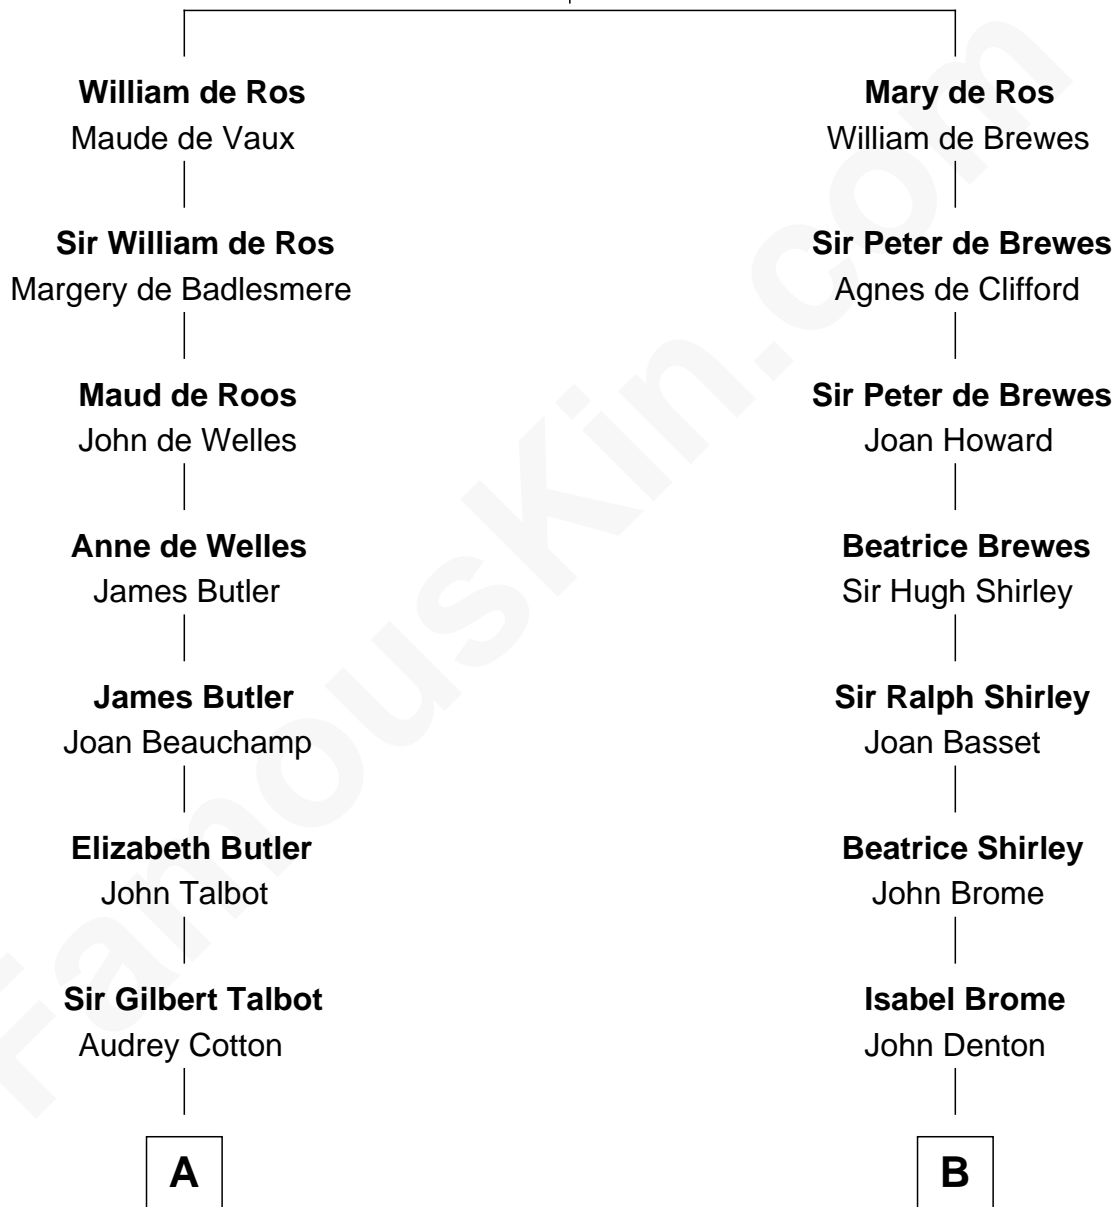 William de Ros
Maude de Vaux
Sir William de Ros
Margery de Badlesmere
Maud de Roos
John de Welles
Anne de Welles
James Butler
James Butler
Joan Beauchamp
Elizabeth Butler
John Talbot
Sir Gilbert Talbot
Audrey Cotton
A
Mary de Ros
William de Brewes
Sir Peter de Brewes
Agnes de Clifford
Sir Peter de Brewes
Joan Howard
Beatrice Brewes
Sir Hugh Shirley
Sir Ralph Shirley
Joan Basset
Beatrice Shirley
John Brome
Isabel Brome
John Denton
B
FamousKin.com